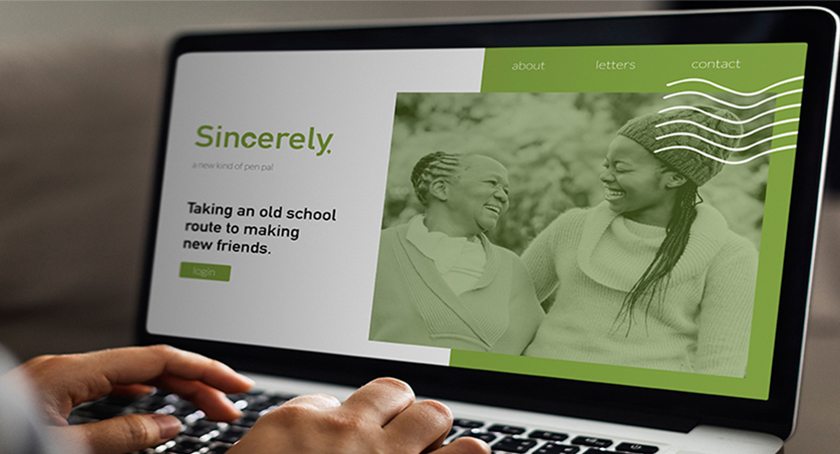 about letters contact
Sincerely,
a new kind of pen pal
Taking an old school
route to making
new friends.
login